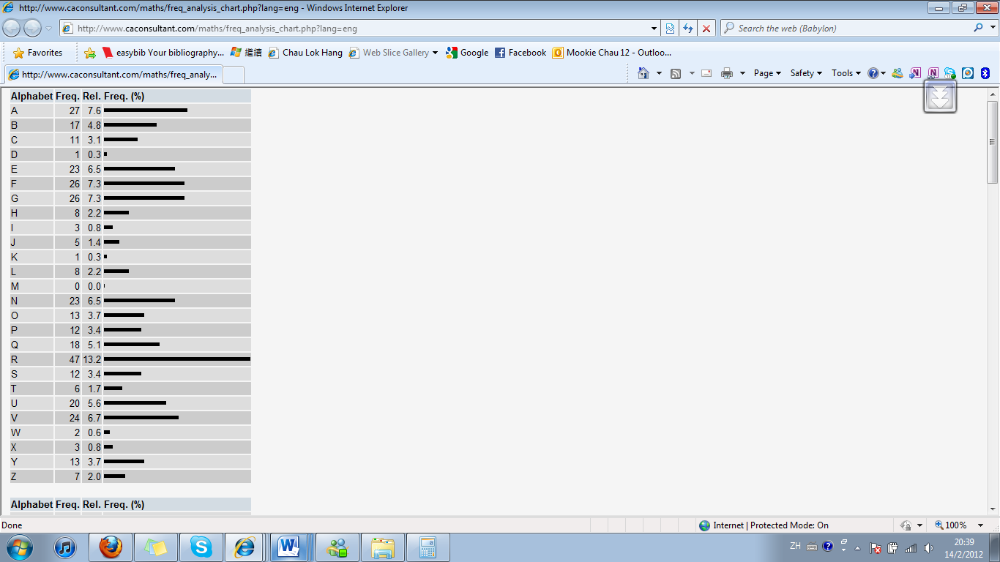 http://www.caconsultant.com/maths/freq_analysis_chart.php?lang=eng - Windows Internet Explorer
http://www.caconsultant.com/maths/freq_analysis_chart.php?lang=eng
Search the web (Babylon)
Favorites easybib Your bibliography... 繼續 Chau Lok Hang Web Slice Gallery Google Facebook Mookie Chau 12 - Outloo...
http://www.caconsultant.com/maths/freq_analy...
Page Safety Tools
Alphabet Freq. Rel. Freq. (%)
A 27 7.6
B 17 4.8
C 11 3.1
D 1 0.3
E 23 6.5
F 26 7.3
G 26 7.3
H 8 2.2
I 3 0.8
J 5 1.4
K 1 0.3
L 8 2.2
M 0 0.0
N 23 6.5
O 13 3.7
P 12 3.4
Q 18 5.1
R 47 13.2
S 12 3.4
T 6 1.7
U 20 5.6
V 24 6.7
W 2 0.6
X 3 0.8
Y 13 3.7
Z 7 2.0
Alphabet Freq. Rel. Freq. (%)
Done Internet | Protected Mode: On 100%
ZH 20:39
14/2/2012